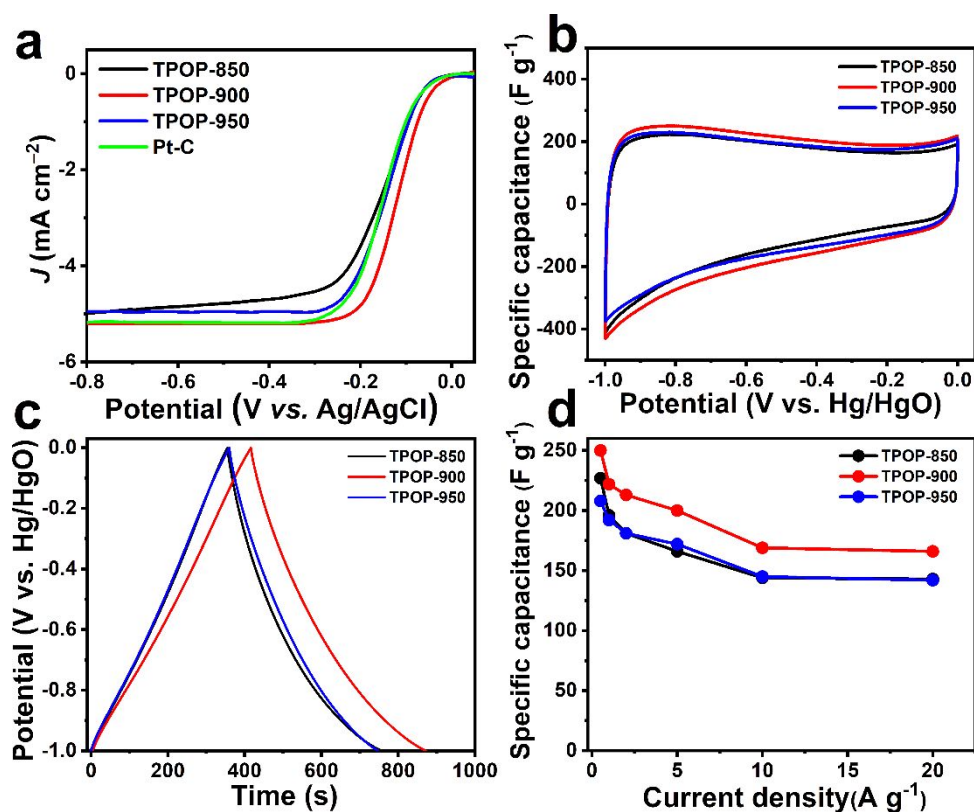 a
TPOP-850
TPOP-900
TPOP-950
Pt-C
J (mA cm⁻²)
0
-2
-4
-6
-0.8
-0.6
-0.4
-0.2
0.0
Potential (V vs. Ag/AgCl)
b
TPOP-850
TPOP-900
TPOP-950
Specific capacitance (F g⁻¹)
400
200
0
-200
-400
-1.0
-0.8
-0.6
-0.4
-0.2
0.0
Potential (V vs. Hg/HgO)
c
TPOP-850
TPOP-900
TPOP-950
Potential (V vs. Hg/HgO)
0.0
-0.2
-0.4
-0.6
-0.8
-1.0
0
200
400
600
800
1000
Time (s)
d
TPOP-850
TPOP-900
TPOP-950
Specific capacitance (F g⁻¹)
250
200
150
100
50
0
0
5
10
15
20
Current density(A g⁻¹)